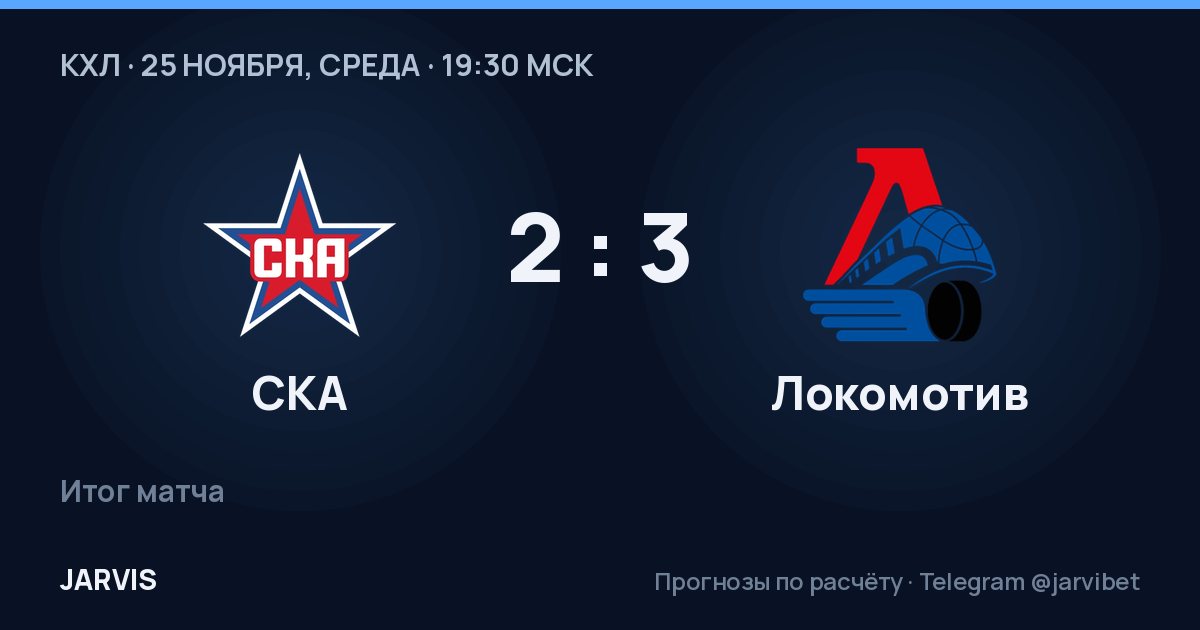 КХЛ · 25 НОЯБРЯ, СРЕДА · 19:30 МСК
СКА
2 : 3
СКА
Локомотив
Итог матча
JARVIS
Прогнозы по расчёту · Telegram @jarvibet